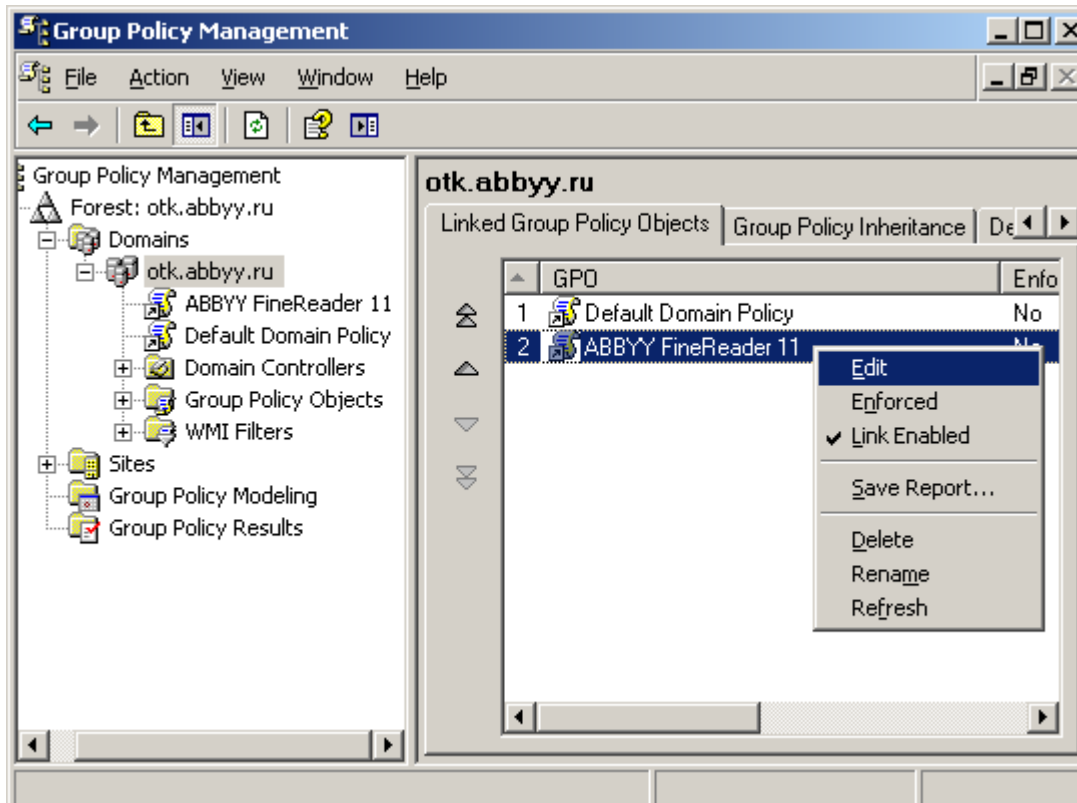 Group Policy Management
File Action View Window Help
Group Policy Management
Forest: otk.abbyy.ru
Domains
otk.abbyy.ru
ABBYY FineReader 11
Default Domain Policy
Domain Controllers
Group Policy Objects
WMI Filters
Sites
Group Policy Modeling
Group Policy Results
otk.abbyy.ru
Linked Group Policy Objects Group Policy Inheritance De
GPO Enfo
1 Default Domain Policy No
2 ABBYY FineReader 11 No
Edit
Enforced
Link Enabled
Save Report...
Delete
Rename
Refresh